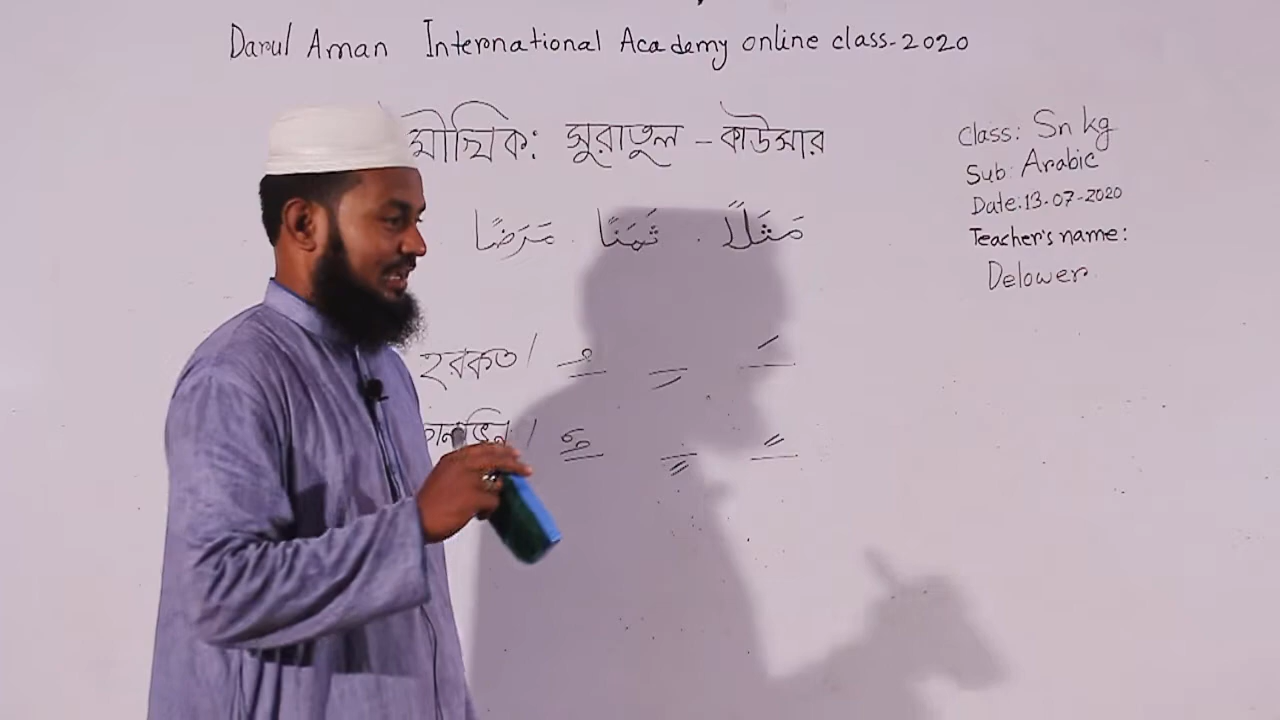 Darul Aman International Academy online class-2020
মৌখিক: সুরাতুল - কাউসার
مَثَلًا . ثَمَنًا . مَرَضًا
হরকত /
তানভিন /
Class: Sn kg
Sub: Arabic
Date: 13-07-2020
Teacher's name:
Delower